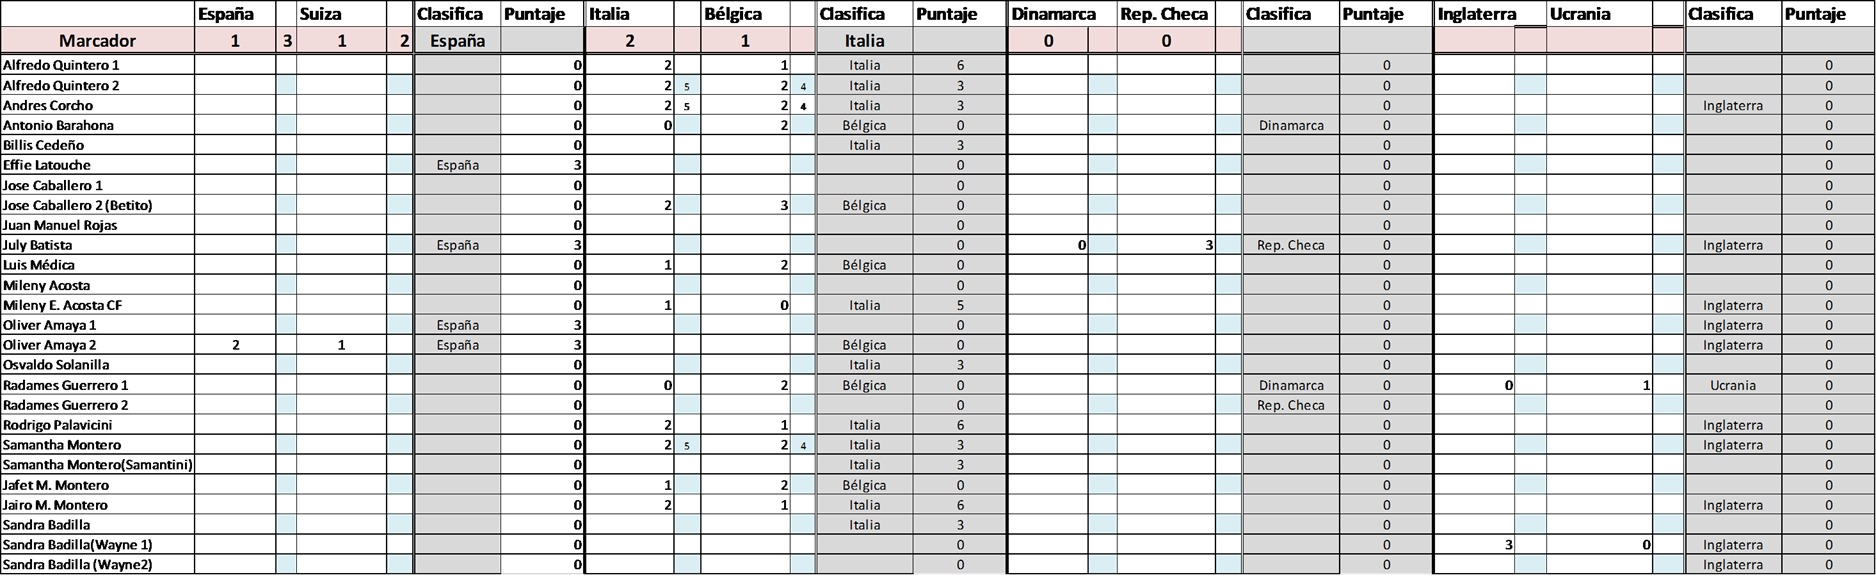 España Suiza Clasifica Puntaje Italia Bélgica Clasifica Puntaje Dinamarca Rep. Checa Clasifica Puntaje Inglaterra Ucrania Clasifica Puntaje
Marcador 1 3 1 2 España 2 1 Italia 0 0
Alfredo Quintero 1 0 2 1 Italia 6 0 0
Alfredo Quintero 2 0 2 5 2 4 Italia 3 0 0
Andres Corcho 0 2 5 2 4 Italia 3 0 Inglaterra 0
Antonio Barahona 0 0 2 Bélgica 0 Dinamarca 0 0
Billis Cedeño 0 Italia 3 0 0
Effie Latouche España 3 0 0 0
Jose Caballero 1 0 0 0 0
Jose Caballero 2 (Betito) 0 2 3 Bélgica 0 0 0
Juan Manuel Rojas 0 0 0 0
July Batista España 3 0 0 3 Rep. Checa 0 Inglaterra 0
Luis Médica 0 1 2 Bélgica 0 0 0
Mileny Acosta 0 0 0 0
Mileny E. Acosta CF 0 1 0 Italia 5 0 Inglaterra 0
Oliver Amaya 1 España 3 0 0 Inglaterra 0
Oliver Amaya 2 2 1 España 3 Bélgica 0 0 Inglaterra 0
Osvaldo Solanilla 0 Italia 3 0 0
Radames Guerrero 1 0 0 2 Bélgica 0 Dinamarca 0 0 1 Ucrania 0
Radames Guerrero 2 0 0 Rep. Checa 0 0
Rodrigo Palavicini 0 2 1 Italia 6 0 Inglaterra 0
Samantha Montero 0 2 5 2 4 Italia 3 0 Inglaterra 0
Samantha Montero(Samantini) 0 Italia 3 0 0
Jafet M. Montero 0 1 2 Bélgica 0 0 0
Jairo M. Montero 0 2 1 Italia 6 0 Inglaterra 0
Sandra Badilla 0 Italia 3 0 0
Sandra Badilla(Wayne 1) 0 0 0 3 0 Inglaterra 0
Sandra Badilla (Wayne2) 0 0 0 Inglaterra 0